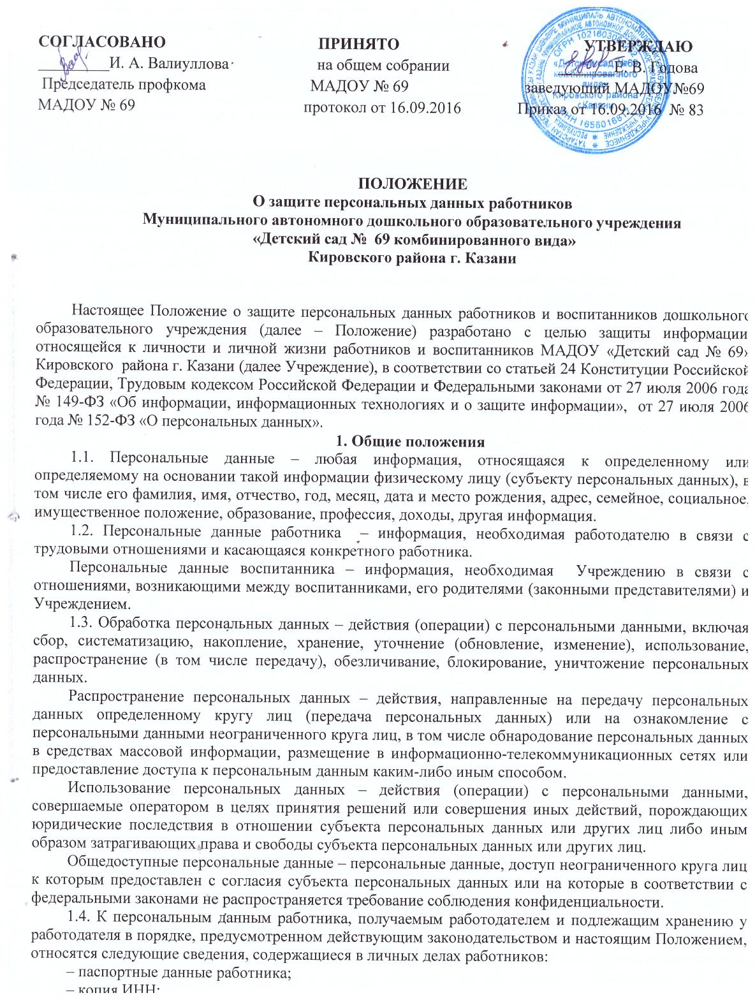 СОГЛАСОВАНО ПРИНЯТО УТВЕРЖДАЮ
_________И. А. Валиуллова на общем собрании Е. В. Годова
Председатель профкома МАДОУ № 69 заведующий МАДОУ№69
МАДОУ № 69 протокол от 16.09.2016 Приказ от 16.09.2016 № 83
«Детский сад №69
комбинированного
вида»
Кировского района
г.Казани
ПОЛОЖЕНИЕ
О защите персональных данных работников
Муниципального автономного дошкольного образовательного учреждения
«Детский сад № 69 комбинированного вида»
Кировского района г. Казани
Настоящее Положение о защите персональных данных работников и воспитанников дошкольног
образовательного учреждения (далее – Положение) разработано с целью защиты информации
относящейся к личности и личной жизни работников и воспитанников МАДОУ «Детский сад № 69»
Кировского района г. Казани (далее Учреждение), в соответствии со статьей 24 Конституции Российской
Федерации, Трудовым кодексом Российской Федерации и Федеральными законами от 27 июля 2006 года
№ 149-ФЗ «Об информации, информационных технологиях и о защите информации», от 27 июля 2006
года № 152-ФЗ «О персональных данных».
1. Общие положения
1.1. Персональные данные – любая информация, относящаяся к определенному или
определяемому на основании такой информации физическому лицу (субъекту персональных данных), в
том числе его фамилия, имя, отчество, год, месяц, дата и место рождения, адрес, семейное, социальное,
имущественное положение, образование, профессия, доходы, другая информация.
1.2. Персональные данные работника – информация, необходимая работодателю в связи с
трудовыми отношениями и касающаяся конкретного работника.
Персональные данные воспитанника – информация, необходимая Учреждению в связи с
отношениями, возникающими между воспитанниками, его родителями (законными представителями) и
Учреждением.
1.3. Обработка персональных данных – действия (операции) с персональными данными, включая
сбор, систематизацию, накопление, хранение, уточнение (обновление, изменение), использование,
распространение (в том числе передачу), обезличивание, блокирование, уничтожение персональных
данных.
Распространение персональных данных – действия, направленные на передачу персональных
данных определенному кругу лиц (передача персональных данных) или на ознакомление с
персональными данными неограниченного круга лиц, в том числе обнародование персональных данных
в средствах массовой информации, размещение в информационно-телекоммуникационных сетях или
предоставление доступа к персональным данным каким-либо иным способом.
Использование персональных данных – действия (операции) с персональными данными,
совершаемые оператором в целях принятия решений или совершения иных действий, порождающих
юридические последствия в отношении субъекта персональных данных или других лиц либо иным
образом затрагивающих права и свободы субъекта персональных данных или других лиц.
Общедоступные персональные данные – персональные данные, доступ неограниченного круга лиц
к которым предоставлен с согласия субъекта персональных данных или на которые в соответствии с
федеральными законами не распространяется требование соблюдения конфиденциальности.
1.4. К персональным данным работника, получаемым работодателем и подлежащим хранению у
работодателя в порядке, предусмотренном действующим законодательством и настоящим Положением,
относятся следующие сведения, содержащиеся в личных делах работников:
– паспортные данные работника;
– копия ИНН;